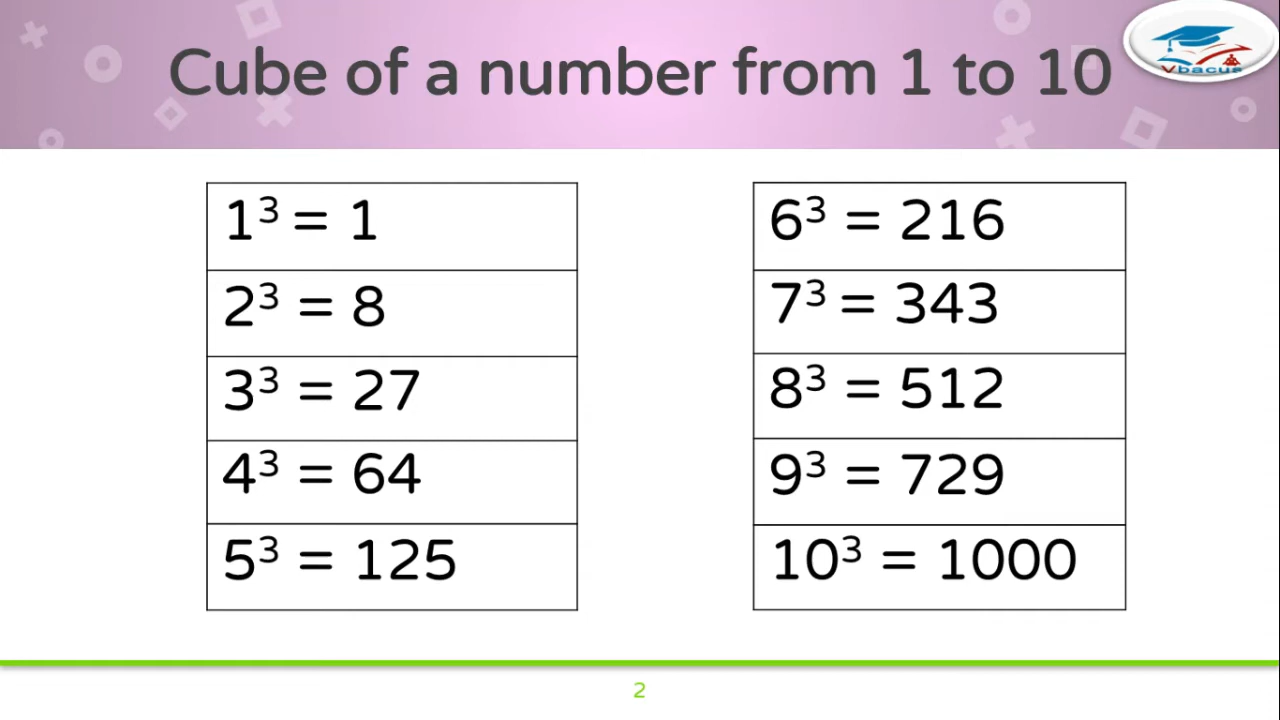 Cube of a number from 1 to 10
Vbacus
1³ = 1
2³ = 8
3³ = 27
4³ = 64
5³ = 125
6³ = 216
7³ = 343
8³ = 512
9³ = 729
10³ = 1000
2